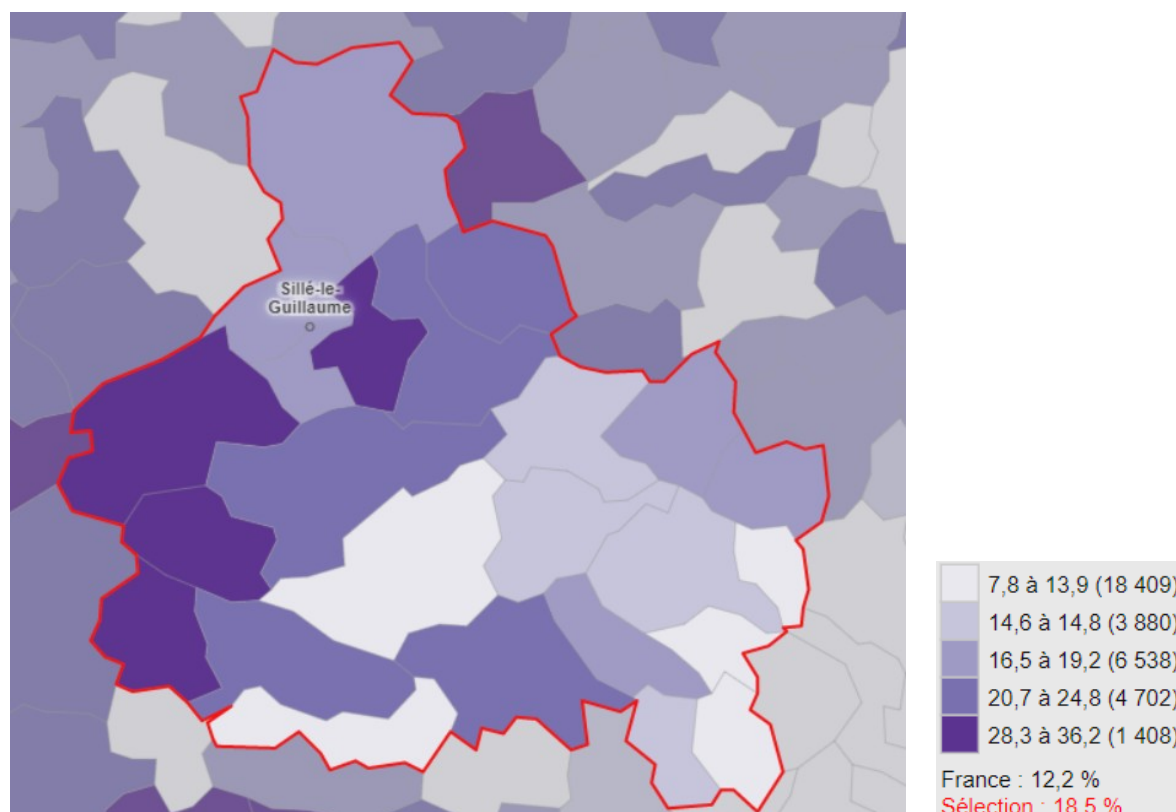 Sillé-le-
Guillaume
7,8 à 13,9 (18 409)
14,6 à 14,8 (3 880)
16,5 à 19,2 (6 538)
20,7 à 24,8 (4 702)
28,3 à 36,2 (1 408)
France : 12,2 %
Sélection : 18,5 %